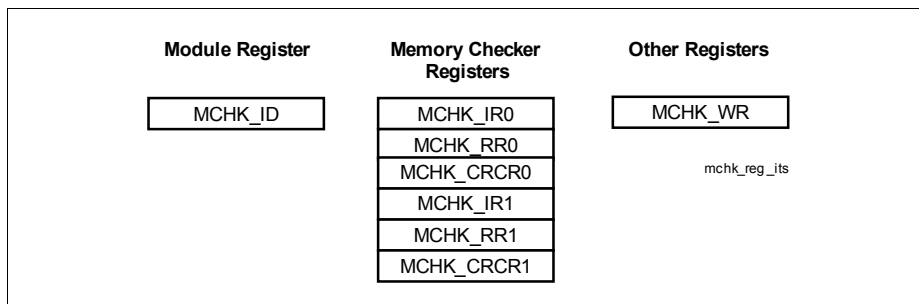 Module Register
MCHK_ID
Memory Checker
Registers
MCHK_IR0
MCHK_RR0
MCHK_CRCR0
MCHK_IR1
MCHK_RR1
MCHK_CRCR1
Other Registers
MCHK_WR
mchk_reg_its